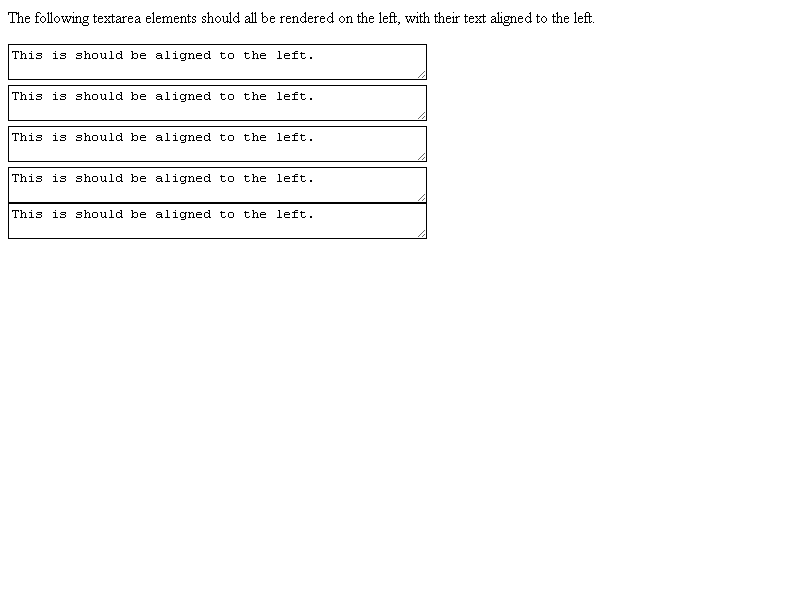 The following textarea elements should all be rendered on the left, with their text aligned to the left.
This is should be aligned to the left.
This is should be aligned to the left.
This is should be aligned to the left.
This is should be aligned to the left.
This is should be aligned to the left.